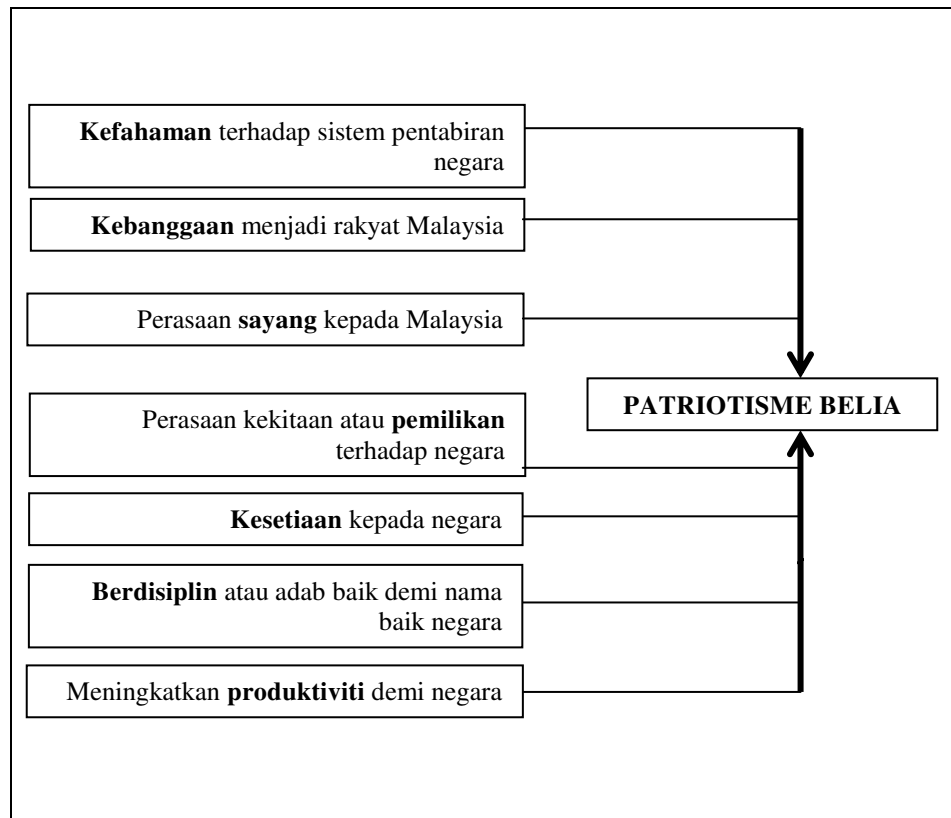 Kefahaman terhadap sistem pentabiran
negara
Kebanggaan menjadi rakyat Malaysia
Perasaan sayang kepada Malaysia
PATRIOTISME BELIA
Perasaan kekitaan atau pemilikan
terhadap negara
Kesetiaan kepada negara
Berdisiplin atau adab baik demi nama
baik negara
Meningkatkan produktiviti demi negara